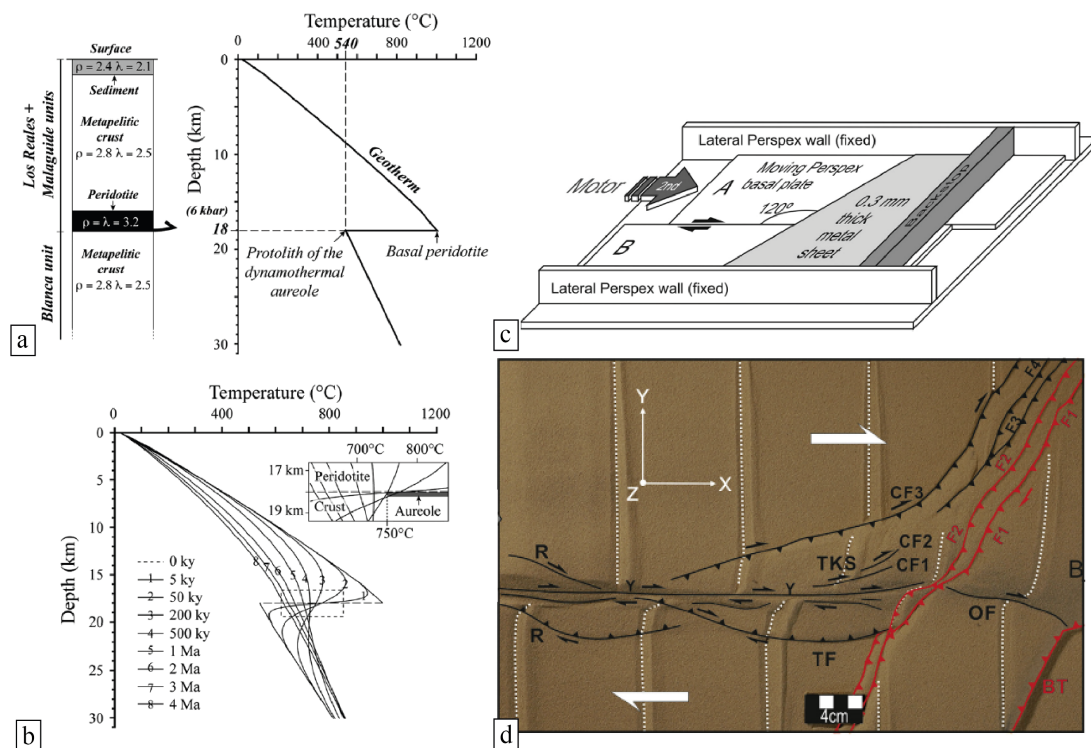 Temperature (°C)
0 400 540 800 1200
Surface
ρ = 2.4 λ = 2.1
Sediment
Metapelitic
crust
ρ = 2.8 λ = 2.5
Peridotite
ρ = λ = 3.2
Metapelitic
crust
ρ = 2.8 λ = 2.5
Los Reales +
Malaguide units
Blanca unit
Depth (km)
0
10
(6 kbar)
18
20
30
Geotherm
Protolith of the
dynamothermal
aureole
Basal peridotite
a
Lateral Perspex wall (fixed)
Motor
2nd
A
Moving Perspex
basal plate
120°
B
0.3 mm
thick
metal
sheet
Backstop
Lateral Perspex wall (fixed)
c
Temperature (°C)
0 400 800 1200
Depth (km)
0
5
10
15
20
25
30
700°C 800°C
17 km
Peridotite
Crust
19 km
Aureole
750°C
8 7 6 5 4 3 2 1
0 ky
1 5 ky
2 50 ky
3 200 ky
4 500 ky
5 1 Ma
6 2 Ma
7 3 Ma
8 4 Ma
b
Y
Z
X
F4
F3
F2
F1
CF3
F2
F1
CF2
TKS
CF1
R
Y
Y
B
R
TF
OF
BT
4cm
d